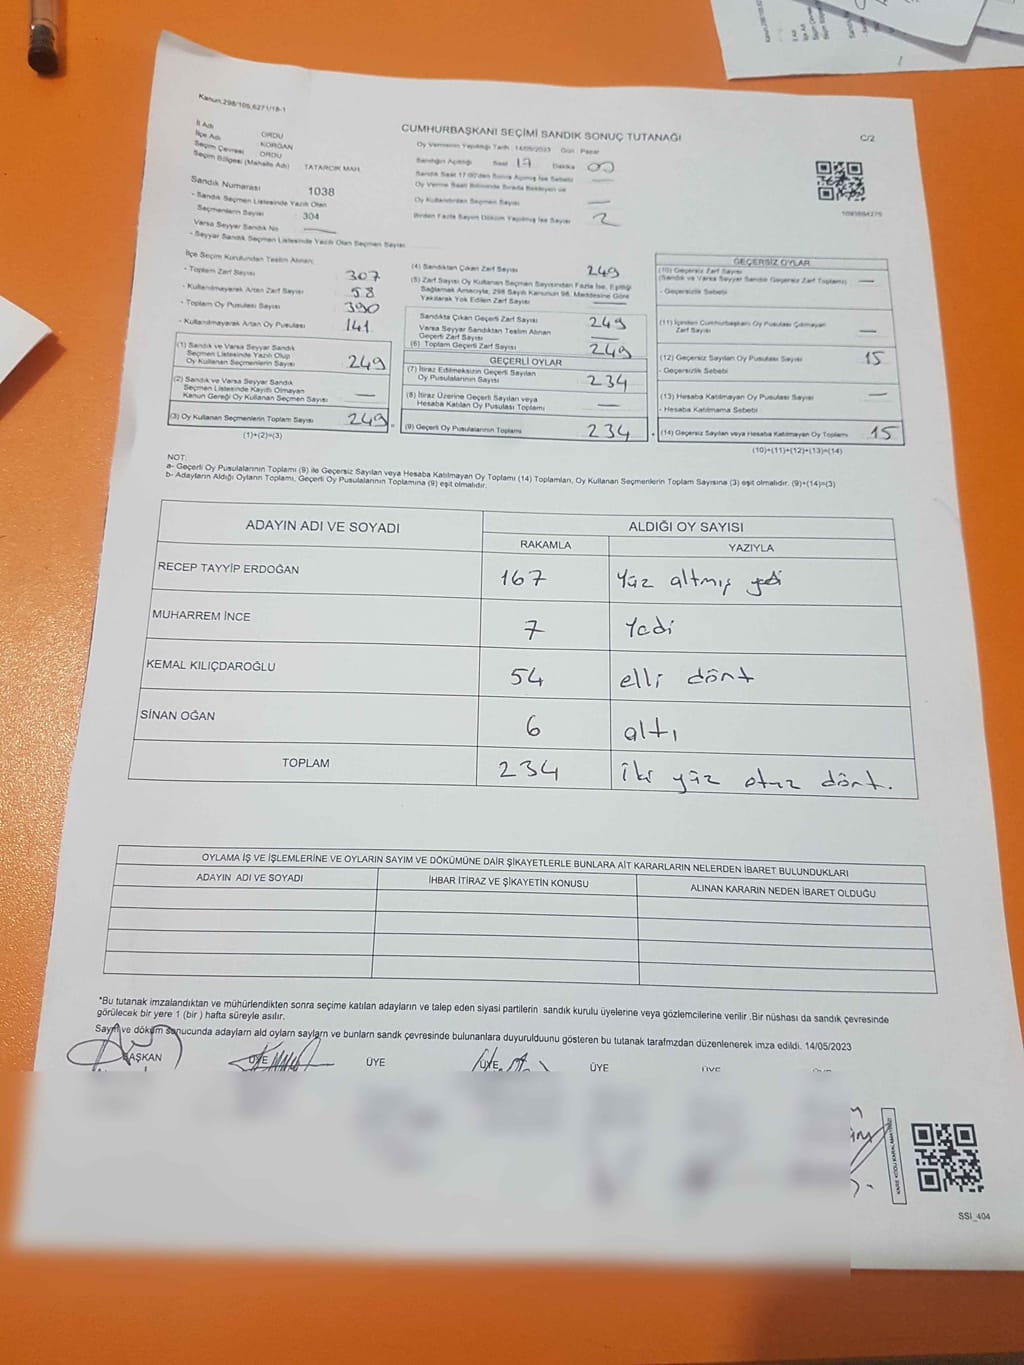 Kanun.298/105,6271/18-1
CUMHURBAŞKANI SEÇİMİ SANDIK SONUÇ TUTANAĞI
C/2
İl Adı
İlçe Adı ORDU
Seçim Çevresi KORGAN
Seçim Bölgesi (Mahalle Adı) ORDU
TATARCIK MAH.
Oy Vermenin Yapıldığı Tarih : 14/05/2023 Gün : Pazar
Sandığın Açıldığı Saat 17 Dakika 00
Sandık Saat 17:00'den Sonra Açılmış İse Sebebi —
Oy Verme Saati Bitiminde Sırada Bekleyen ve
Oy Kullandırılan Seçmen Sayısı —
Birden Fazla Sayım Döküm Yapılmış İse Sayısı 2
Sandık Numarası 1038
- Sandık Seçmen Listesinde Yazılı Olan
Seçmenlerin Sayısı 304
Varsa Seyyar Sandık No —
- Seyyar Sandık Seçmen Listesinde Yazılı Olan Seçmen Sayısı
İlçe Seçim Kurulundan Teslim Alınan;
- Toplam Zarf Sayısı 307
- Kullanılmayarak Artan Zarf Sayısı 58
- Toplam Oy Pusulası Sayısı 390
- Kullanılmayarak Artan Oy Pusulası 141
(1) Sandık ve Varsa Seyyar Sandık
Seçmen Listesinde Yazılı Olup
Oy Kullanan Seçmenlerin Sayısı 249
(2) Sandık ve Varsa Seyyar Sandık
Seçmen Listesinde Kayıtlı Olmayan
Kanun Gereği Oy Kullanan Seçmen Sayısı —
(3) Oy Kullanan Seçmenlerin Toplam Sayısı 249
(1)+(2)=(3)
(4) Sandıktan Çıkan Zarf Sayısı 249
(5) Zarf Sayısı Oy Kullanan Seçmen Sayısından Fazla İse, Eşitliği
Sağlamak Amacıyla, 298 Sayılı Kanunun 98. Maddesine Göre
Yakılarak Yok Edilen Zarf Sayısı —
Sandıkta Çıkan Geçerli Zarf Sayısı 249
Varsa Seyyar Sandıktan Teslim Alınan
Geçerli Zarf Sayısı —
(6) Toplam Geçerli Zarf Sayısı 249
GEÇERLİ OYLAR
(7) İtiraz Edilmeksizin Geçerli Sayılan
Oy Pusulalarının Sayısı 234
(8) İtiraz Üzerine Geçerli Sayılan veya
Hesaba Katılan Oy Pusulası Toplamı —
(9) Geçerli Oy Pusulalarının Toplamı 234
GEÇERSİZ OYLAR
(10) Geçersiz Zarf Sayısı
(Sandık ve Varsa Seyyar Sandık Geçersiz Zarf Toplamı) —
- Geçersizlik Sebebi
(11) İçinden Cumhurbaşkanı Oy Pusulası Çıkmayan
Zarf Sayısı —
(12) Geçersiz Sayılan Oy Pusulası Sayısı 15
- Geçersizlik Sebebi
(13) Hesaba Katılmayan Oy Pusulası Sayısı —
- Hesaba Katılmama Sebebi
(14) Geçersiz Sayılan veya Hesaba Katılmayan Oy Toplamı 15
(10)+(11)+(12)+(13)=(14)
NOT:
a- Geçerli Oy Pusulalarının Toplamı (9) ile Geçersiz Sayılan veya Hesaba Katılmayan Oy Toplamı (14) Toplamları, Oy Kullanan Seçmenlerin Toplam Sayısına (3) eşit olmalıdır. (9)+(14)=(3)
b- Adayların Aldığı Oyların Toplamı, Geçerli Oy Pusulalarının Toplamına (9) eşit olmalıdır.
ADAYIN ADI VE SOYADI ALDIĞI OY SAYISI
RAKAMLA YAZIYLA
RECEP TAYYİP ERDOĞAN 167 Yüz altmış yedi
MUHARREM İNCE 7 Yedi
KEMAL KILIÇDAROĞLU 54 elli dört
SİNAN OĞAN 6 altı
TOPLAM 234 İki yüz otuz dört.
OYLAMA İŞ VE İŞLEMLERİNE VE OYLARIN SAYIM VE DÖKÜMÜNE DAİR ŞİKAYETLERLE BUNLARA AİT KARARLARIN NELERDEN İBARET BULUNDUKLARI
ADAYIN ADI VE SOYADI İHBAR İTİRAZ VE ŞİKAYETİN KONUSU ALINAN KARARIN NEDEN İBARET OLDUĞU
*Bu tutanak imzalandıktan ve mühürlendikten sonra seçime katılan adayların ve talep eden siyasi partilerin sandık kurulu üyelerine veya gözlemcilerine verilir .Bir nüshası da sandık çevresinde
görülecek bir yere 1 (bir ) hafta süreyle asılır.
Sayım ve döküm sonucunda adayların ald oylarn saylarn ve bunlarn sandk çevresinde bulunanlara duyurulduunu gösteren bu tutanak tarafmzdan düzenlenerek imza edildi. 14/05/2023
BAŞKAN ÜYE ÜYE ÜYE ÜYE ÜYE
SSI_404